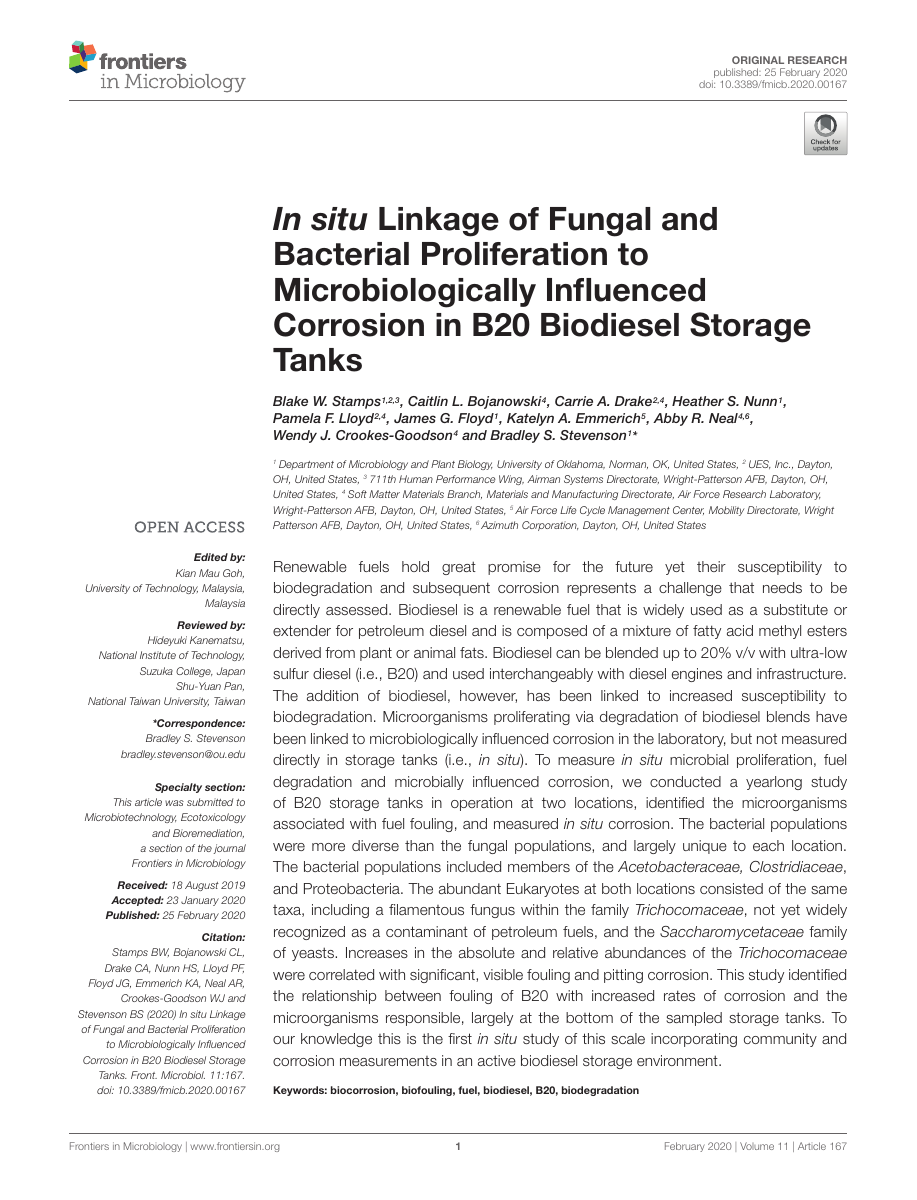 frontiers
in Microbiology
ORIGINAL RESEARCH
published: 25 February 2020
doi: 10.3389/fmicb.2020.00167
Check for
updates
In situ Linkage of Fungal and
Bacterial Proliferation to
Microbiologically Influenced
Corrosion in B20 Biodiesel Storage
Tanks
Blake W. Stamps1,2,3, Caitlin L. Bojanowski4, Carrie A. Drake2,4, Heather S. Nunn1,
Pamela F. Lloyd2,4, James G. Floyd1, Katelyn A. Emmerich5, Abby R. Neal4,6,
Wendy J. Crookes-Goodson4 and Bradley S. Stevenson1*
1 Department of Microbiology and Plant Biology, University of Oklahoma, Norman, OK, United States, 2 UES, Inc., Dayton,
OH, United States, 3 711th Human Performance Wing, Airman Systems Directorate, Wright-Patterson AFB, Dayton, OH,
United States, 4 Soft Matter Materials Branch, Materials and Manufacturing Directorate, Air Force Research Laboratory,
Wright-Patterson AFB, Dayton, OH, United States, 5 Air Force Life Cycle Management Center, Mobility Directorate, Wright
Patterson AFB, Dayton, OH, United States, 6 Azimuth Corporation, Dayton, OH, United States
OPEN ACCESS
Edited by:
Kian Mau Goh,
University of Technology, Malaysia,
Malaysia
Reviewed by:
Hideyuki Kanematsu,
National Institute of Technology,
Suzuka College, Japan
Shu-Yuan Pan,
National Taiwan University, Taiwan
*Correspondence:
Bradley S. Stevenson
bradley.stevenson@ou.edu
Specialty section:
This article was submitted to
Microbiotechnology, Ecotoxicology
and Bioremediation,
a section of the journal
Frontiers in Microbiology
Received: 18 August 2019
Accepted: 23 January 2020
Published: 25 February 2020
Citation:
Stamps BW, Bojanowski CL,
Drake CA, Nunn HS, Lloyd PF,
Floyd JG, Emmerich KA, Neal AR,
Crookes-Goodson WJ and
Stevenson BS (2020) In situ Linkage
of Fungal and Bacterial Proliferation
to Microbiologically Influenced
Corrosion in B20 Biodiesel Storage
Tanks. Front. Microbiol. 11:167.
doi: 10.3389/fmicb.2020.00167
Renewable fuels hold great promise for the future yet their susceptibility to
biodegradation and subsequent corrosion represents a challenge that needs to be
directly assessed. Biodiesel is a renewable fuel that is widely used as a substitute or
extender for petroleum diesel and is composed of a mixture of fatty acid methyl esters
derived from plant or animal fats. Biodiesel can be blended up to 20% v/v with ultra-low
sulfur diesel (i.e., B20) and used interchangeably with diesel engines and infrastructure.
The addition of biodiesel, however, has been linked to increased susceptibility to
biodegradation. Microorganisms proliferating via degradation of biodiesel blends have
been linked to microbiologically influenced corrosion in the laboratory, but not measured
directly in storage tanks (i.e., in situ). To measure in situ microbial proliferation, fuel
degradation and microbially influenced corrosion, we conducted a yearlong study
of B20 storage tanks in operation at two locations, identified the microorganisms
associated with fuel fouling, and measured in situ corrosion. The bacterial populations
were more diverse than the fungal populations, and largely unique to each location.
The bacterial populations included members of the Acetobacteraceae, Clostridiaceae,
and Proteobacteria. The abundant Eukaryotes at both locations consisted of the same
taxa, including a filamentous fungus within the family Trichocomaceae, not yet widely
recognized as a contaminant of petroleum fuels, and the Saccharomycetaceae family
of yeasts. Increases in the absolute and relative abundances of the Trichocomaceae
were correlated with significant, visible fouling and pitting corrosion. This study identified
the relationship between fouling of B20 with increased rates of corrosion and the
microorganisms responsible, largely at the bottom of the sampled storage tanks. To
our knowledge this is the first in situ study of this scale incorporating community and
corrosion measurements in an active biodiesel storage environment.
Keywords: biocorrosion, biofouling, fuel, biodiesel, B20, biodegradation
Frontiers in Microbiology | www.frontiersin.org
1
February 2020 | Volume 11 | Article 167